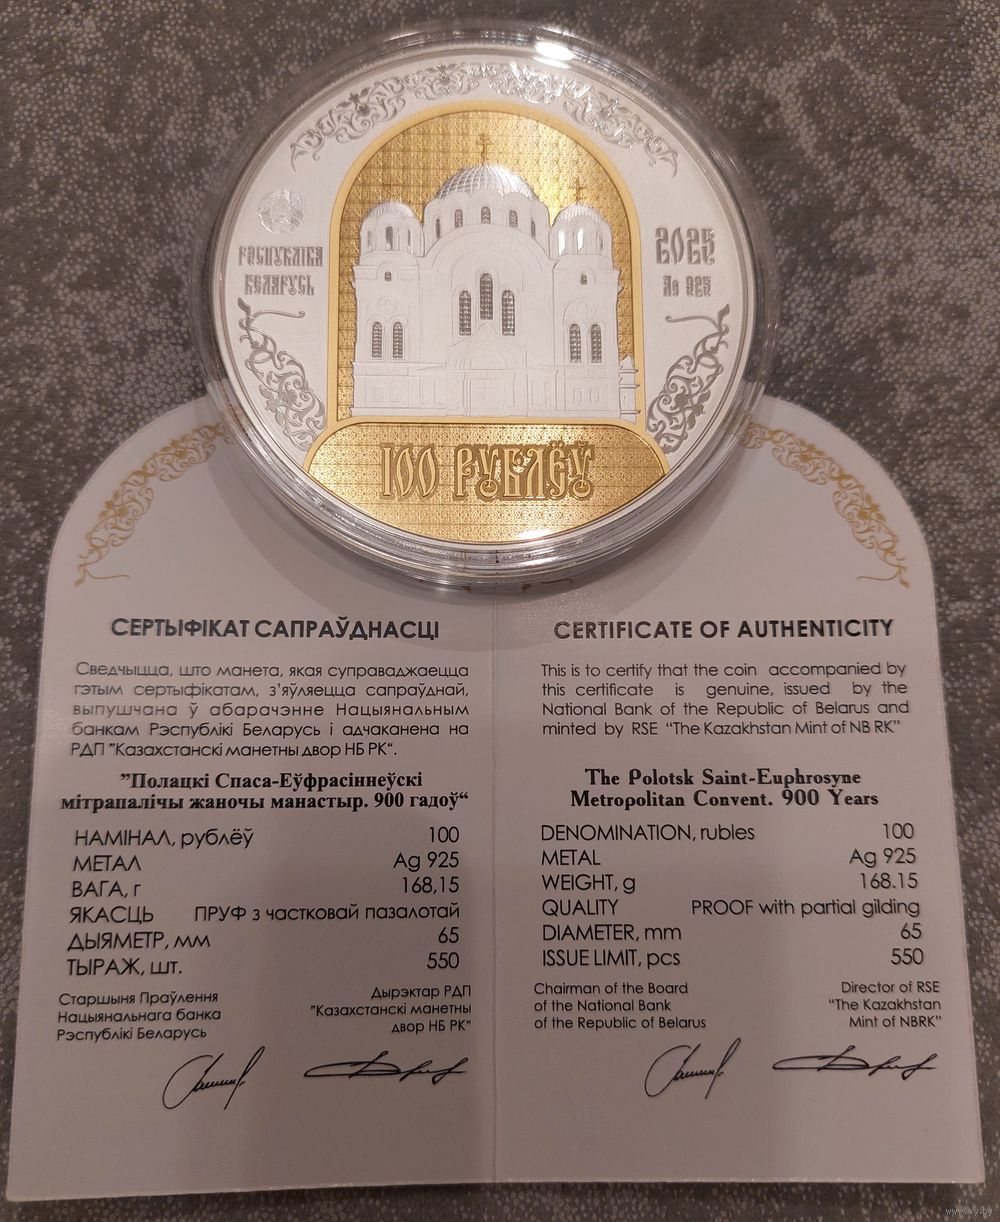 РЭСПУБЛІКА
БЕЛАРУСЬ
2025
Ag 925
100 РУБЛЁЎ
СЕРТЫФІКАТ САПРАЎДНАСЦІ
Сведчыцца, што манета, якая суправаджаецца
гэтым сертыфікатам, з'яўляецца сапраўднай,
выпушчана ў абарачэнне Нацыянальным
банкам Рэспублікі Беларусь і адчаканена на
РДП "Казахстанскі манетны двор НБ РК“.
”Полацкі Спаса-Еўфрасіннеўскі
мітрапалічы жаночы манастыр. 900 гадоў“
НАМІНАЛ, рублёў 100
МЕТАЛ Ag 925
ВАГА, г 168,15
ЯКАСЦЬ ПРУФ з частковай пазалотай
ДЫЯМЕТР, мм 65
ТЫРАЖ, шт. 550
Старшыня Праўлення
Нацыянальнага банка
Рэспублікі Беларусь
Дырэктар РДП
"Казахстанскі манетны
двор НБ РК“
CERTIFICATE OF AUTHENTICITY
This is to certify that the coin accompanied by
this certificate is genuine, issued by the
National Bank of the Republic of Belarus and
minted by RSE “The Kazakhstan Mint of NB RK”
The Polotsk Saint-Euphrosyne
Metropolitan Convent. 900 Years
DENOMINATION, rubles 100
METAL Ag 925
WEIGHT, g 168.15
QUALITY PROOF with partial gilding
DIAMETER, mm 65
ISSUE LIMIT, pcs 550
Chairman of the Board
of the National Bank
of the Republic of Belarus
Director of RSE
“The Kazakhstan
Mint of NBRK”
www.ay.by